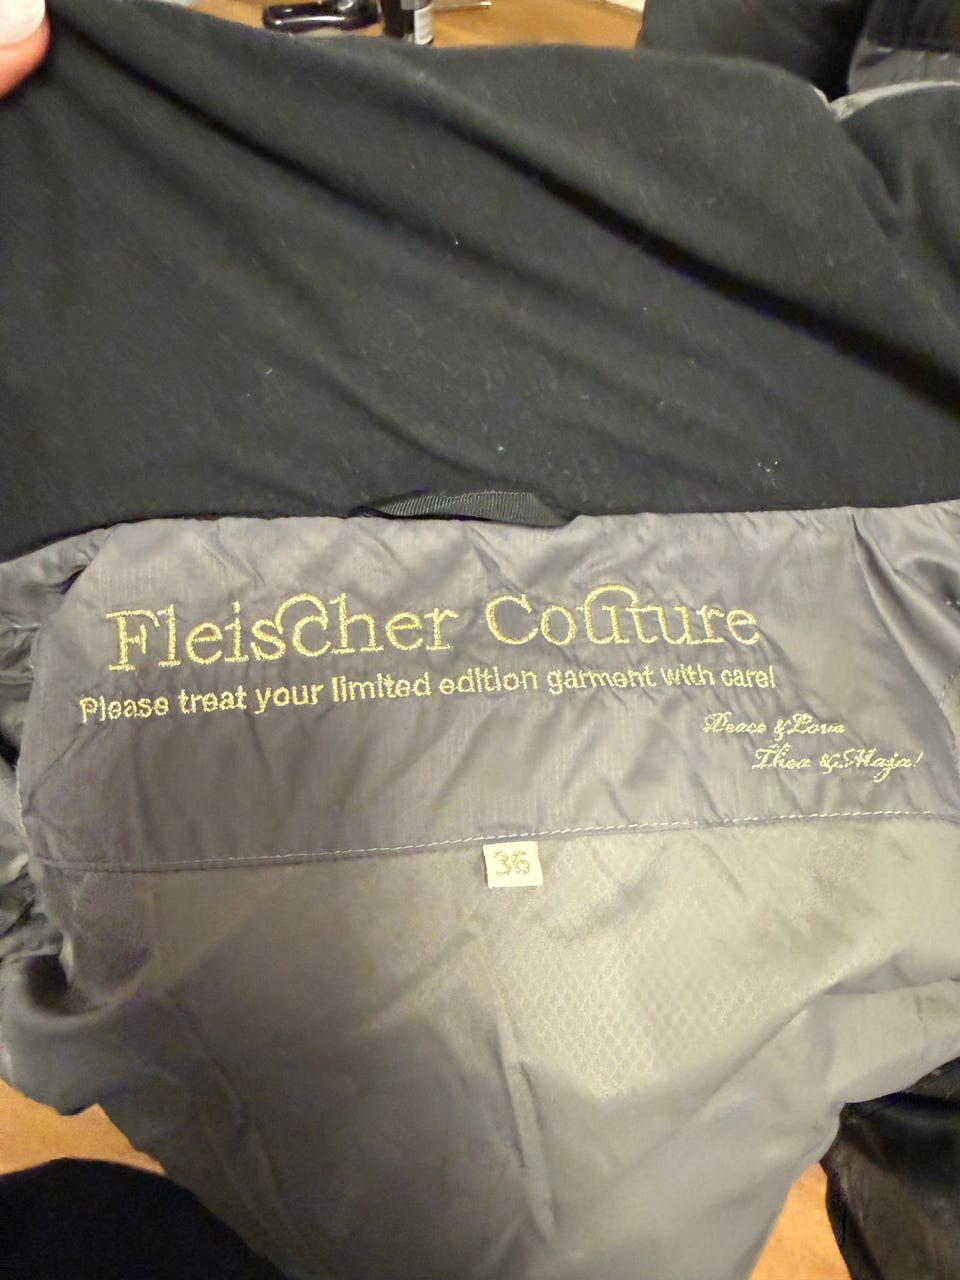 Fleischer Couture
Please treat your limited edition garment with care!
Peace & Love
Thea & Maja!
36